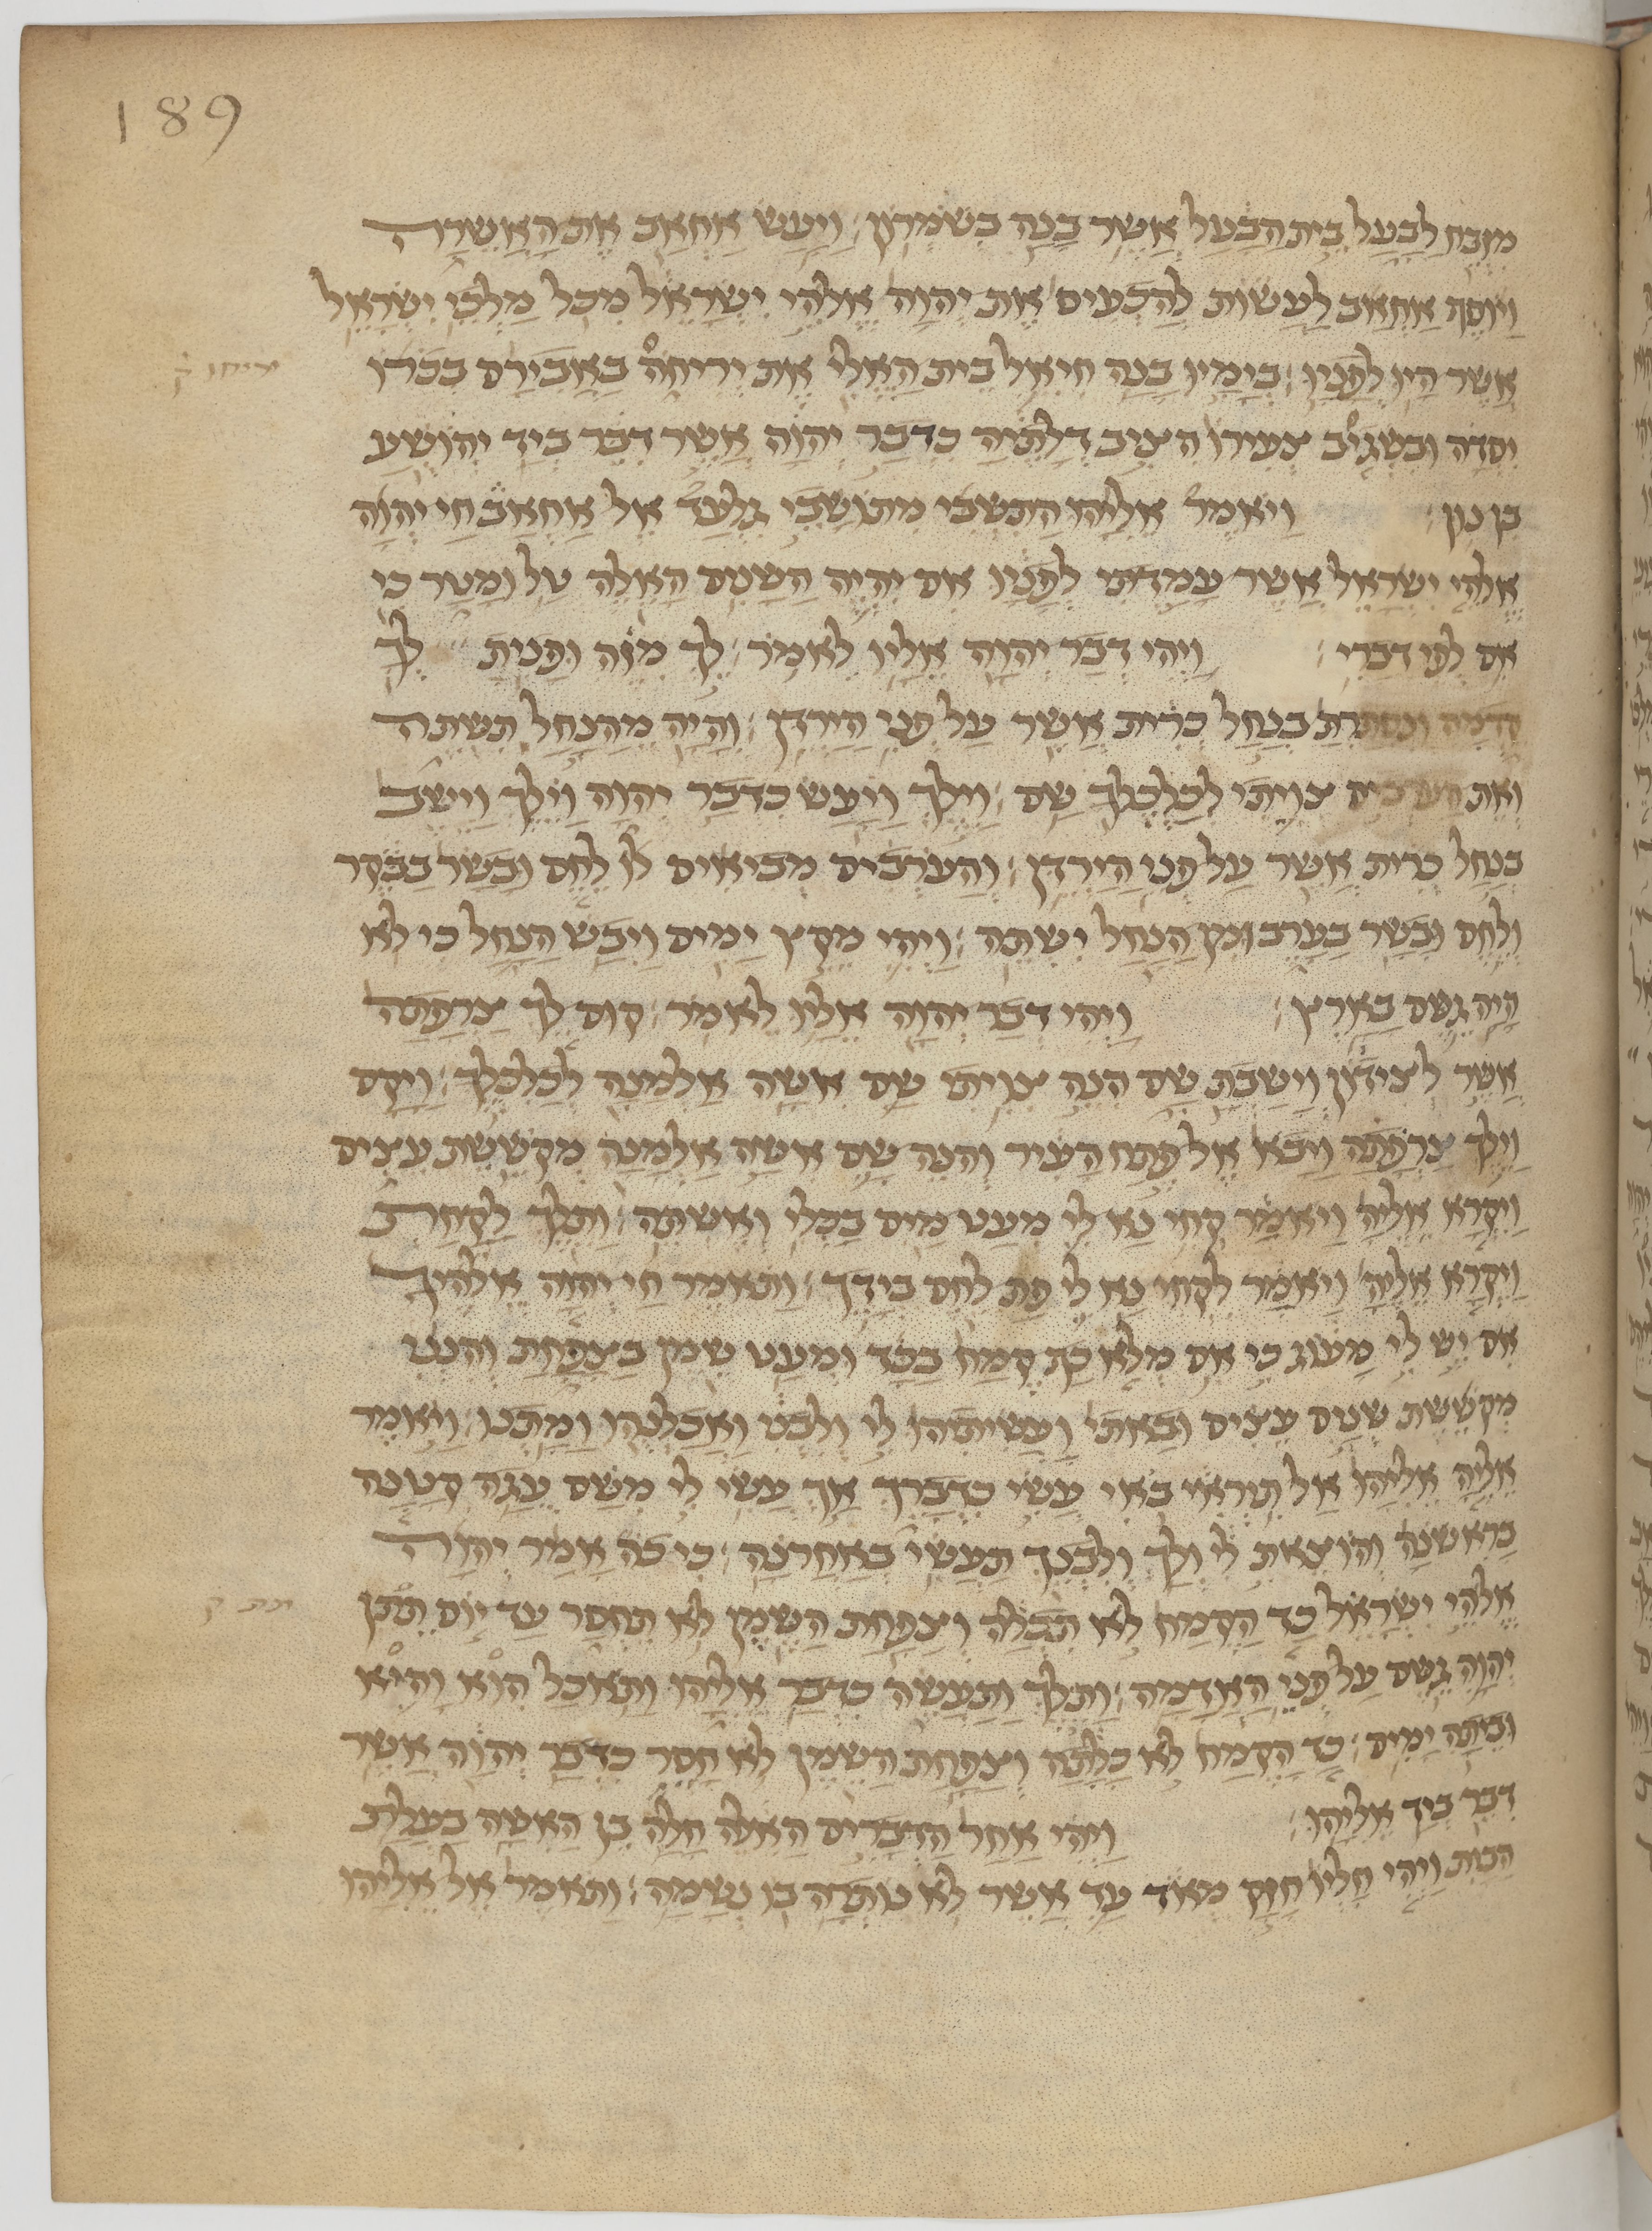 189
מזבח לבעל בית הבעל אשר בנה בשמרון: ויעש אחאב את האשרה
ויוסף אחאב לעשות להכעיס את יהוה אלהי ישראל מכל מלכי ישראל
אשר היו לפניו: בימיו בנה חיאל בית האלי את יריחה באבירם בכרו
יסדה ובשגיב צעירו הציב דלתיה כדבר יהוה אשר דבר ביד יהושע
בן נון: ויאמר אליהו התשבי מתושבי גלעד אל אחאב חי יהוה
אלהי ישראל אשר עמדתי לפניו אם יהיה השנים האלה טל ומטר כי
אם לפי דברי: ויהי דבר יהוה אליו לאמר: לך מזה ופנית לך
קדמה ונסתרת בנחל כרית אשר על פני הירדן: והיה מהנחל תשתה
ואת הערבים צויתי לכלכלך שם: וילך ויעש כדבר יהוה וילך וישב
בנחל כרית אשר על פני הירדן: והערבים מביאים לו לחם ובשר בבקר
ולחם ובשר בערב ומן הנחל ישתה: ויהי מקץ ימים וייבש הנחל כי לא
היה גשם בארץ: ויהי דבר יהוה אליו לאמר: קום לך צרפתה
אשר לצידון וישבת שם הנה צויתי שם אשה אלמנה לכלכלך: ויקם
וילך צרפתה ויבא אל פתח העיר והנה שם אשה אלמנה מקששת עצים
ויקרא אליה ויאמר קחי נא לי מעט מים בכלי ואשתה: ותלך לקחת
ויקרא אליה ויאמר לקחי נא לי פת לחם בידך: ותאמר חי יהוה אלהיך
אם יש לי מעוג כי אם מלא כף קמח בכד ומעט שמן בצפחת והנני
מקששת שנים עצים ובאתי ועשיתיהו לי ולבני ואכלנהו ומתנו: ויאמר
אליה אליהו אל תיראי באי עשי כדברך אך עשי לי משם עגה קטנה
בראשנה והוצאת לי ולך ולבנך תעשי באחרנה: כי כה אמר יהוה
אלהי ישראל כד הקמח לא תכלה וצפחת השמן לא תחסר עד יום תתן
יהוה גשם על פני האדמה: ותלך ותעשה כדבר אליהו ותאכל הוא והיא
וביתה ימים: כד הקמח לא כלתה וצפחת השמן לא חסר כדבר יהוה אשר
דבר ביד אליהו: ויהי אחר הדברים האלה חלה בן האשה בעלת
הבית ויהי חליו חזק מאד עד אשר לא נותרה בו נשמה: ותאמר אל אליהו